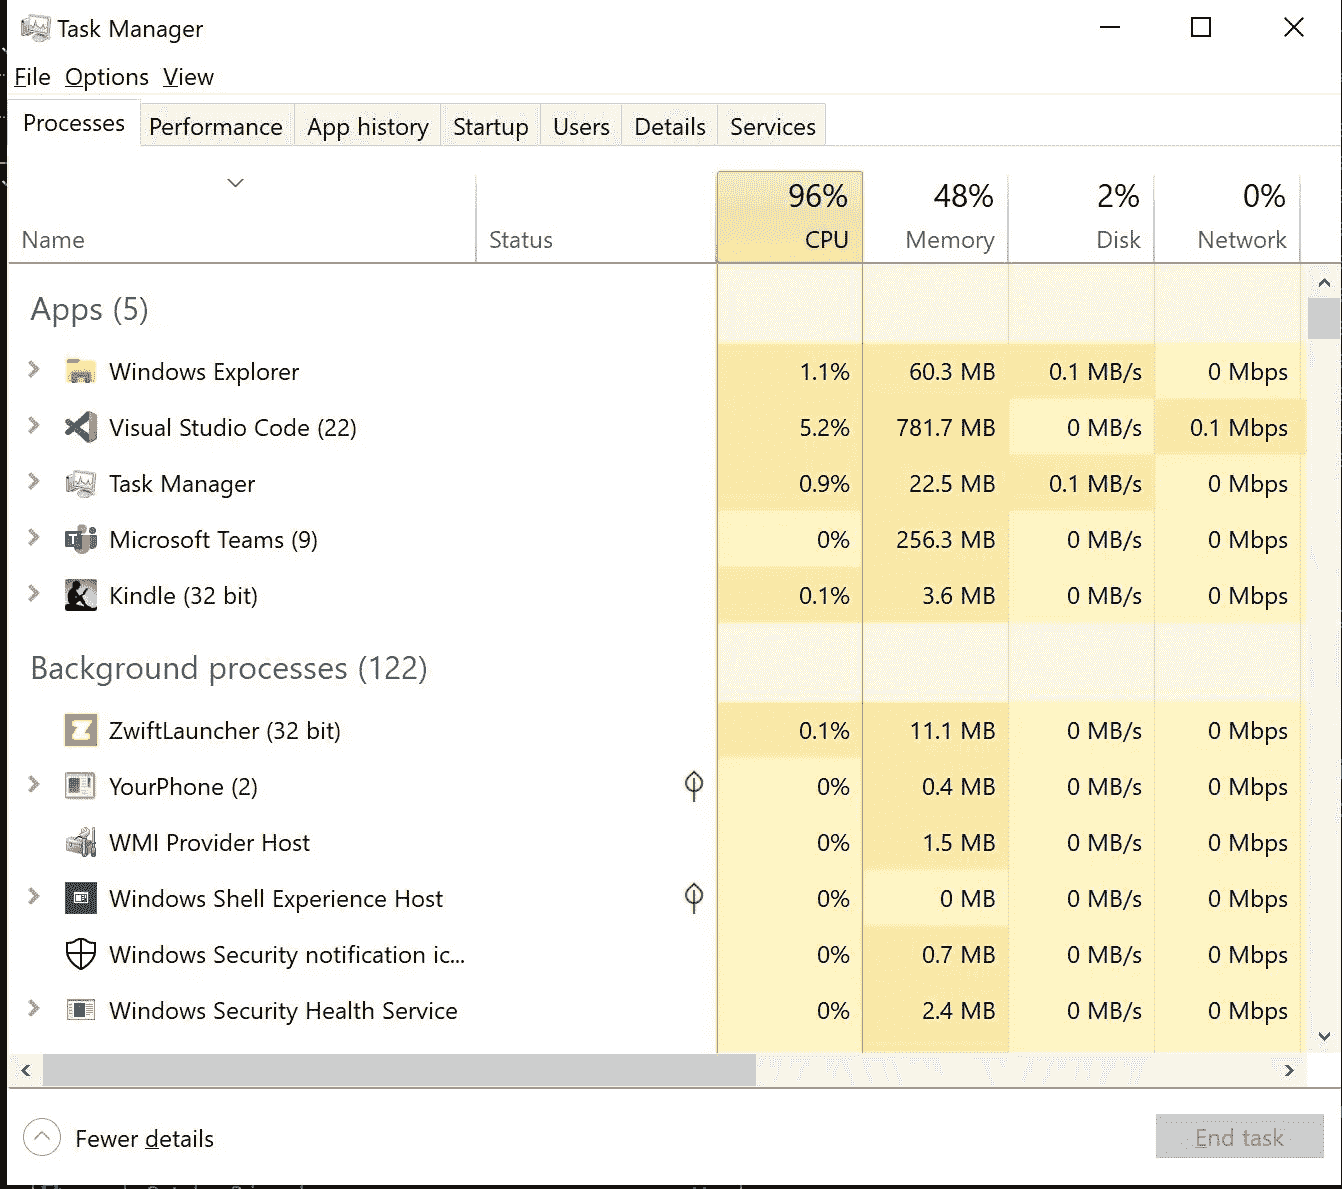 Task Manager
File Options View
Processes Performance App history Startup Users Details Services
96% 48% 2% 0%
Name Status CPU Memory Disk Network
Apps (5)
Windows Explorer 1.1% 60.3 MB 0.1 MB/s 0 Mbps
Visual Studio Code (22) 5.2% 781.7 MB 0 MB/s 0.1 Mbps
Task Manager 0.9% 22.5 MB 0.1 MB/s 0 Mbps
Microsoft Teams (9) 0% 256.3 MB 0 MB/s 0 Mbps
Kindle (32 bit) 0.1% 3.6 MB 0 MB/s 0 Mbps
Background processes (122)
ZwiftLauncher (32 bit) 0.1% 11.1 MB 0 MB/s 0 Mbps
YourPhone (2) 0% 0.4 MB 0 MB/s 0 Mbps
WMI Provider Host 0% 1.5 MB 0 MB/s 0 Mbps
Windows Shell Experience Host 0% 0 MB 0 MB/s 0 Mbps
Windows Security notification ic... 0% 0.7 MB 0 MB/s 0 Mbps
Windows Security Health Service 0% 2.4 MB 0 MB/s 0 Mbps
Fewer details End task